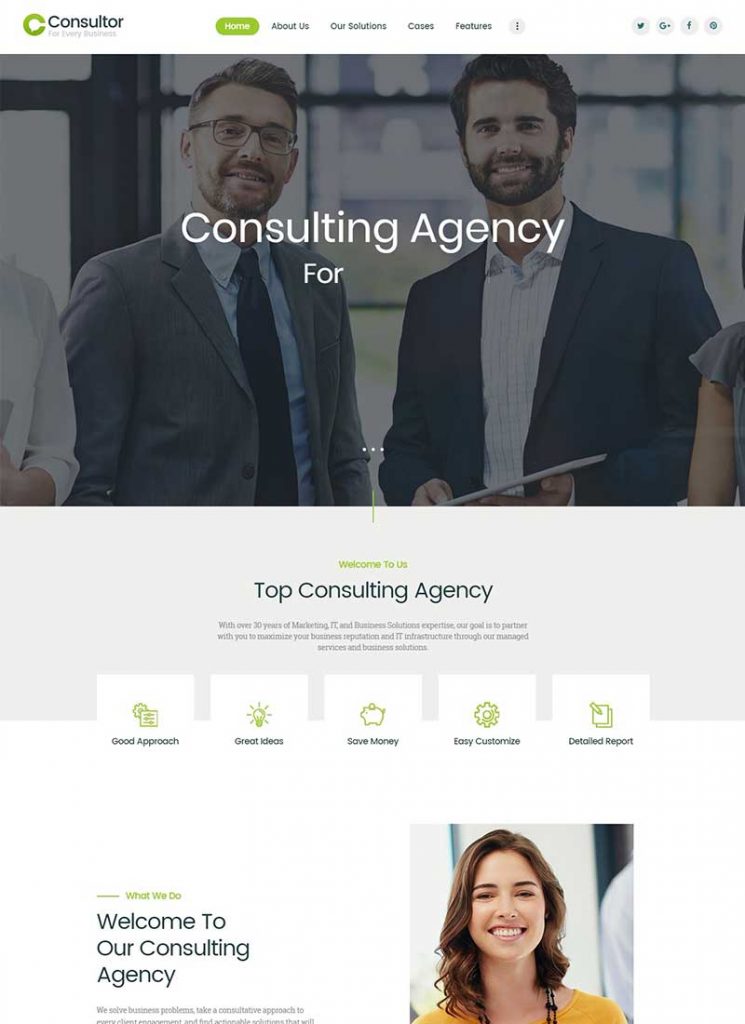 Consultor
For Every Business
Home About Us Our Solutions Cases Features
G+
Consulting Agency
For
Welcome To Us
Top Consulting Agency
With over 30 years of Marketing, IT, and Business Solutions expertise, our goal is to partner
with you to maximize your business reputation and IT infrastructure through our managed
services and business solutions.
Good Approach Great Ideas Save Money Easy Customize Detailed Report
What We Do
Welcome To
Our Consulting
Agency
We solve business problems, take a consultative approach to
every client engagement, and find actionable solutions that will